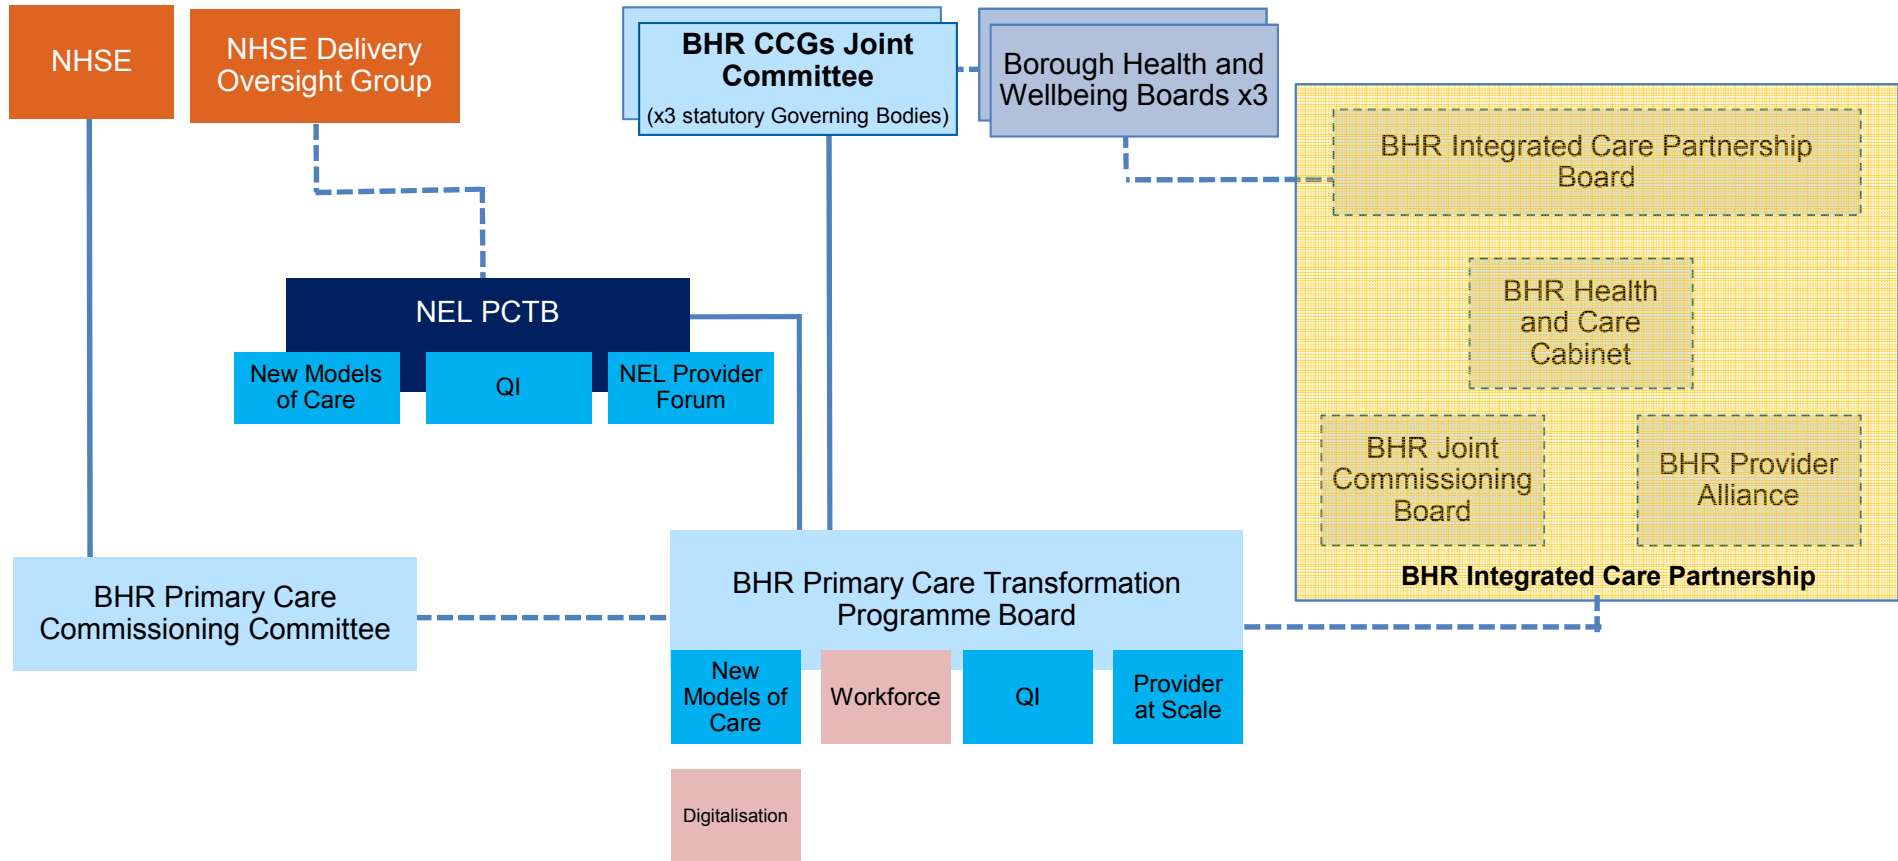 NHSE
NHSE Delivery
Oversight Group
BHR CCGs Joint
Committee
(x3 statutory Governing Bodies)
Borough Health and
Wellbeing Boards x3
BHR Integrated Care Partnership
Board
BHR Health
and Care
Cabinet
BHR Joint
Commissioning
Board
BHR Provider
Alliance
BHR Integrated Care Partnership
NEL PCTB
New Models
of Care
QI
NEL Provider
Forum
BHR Primary Care
Commissioning Committee
BHR Primary Care Transformation
Programme Board
New
Models of
Care
Workforce
QI
Provider
at Scale
Digitalisation